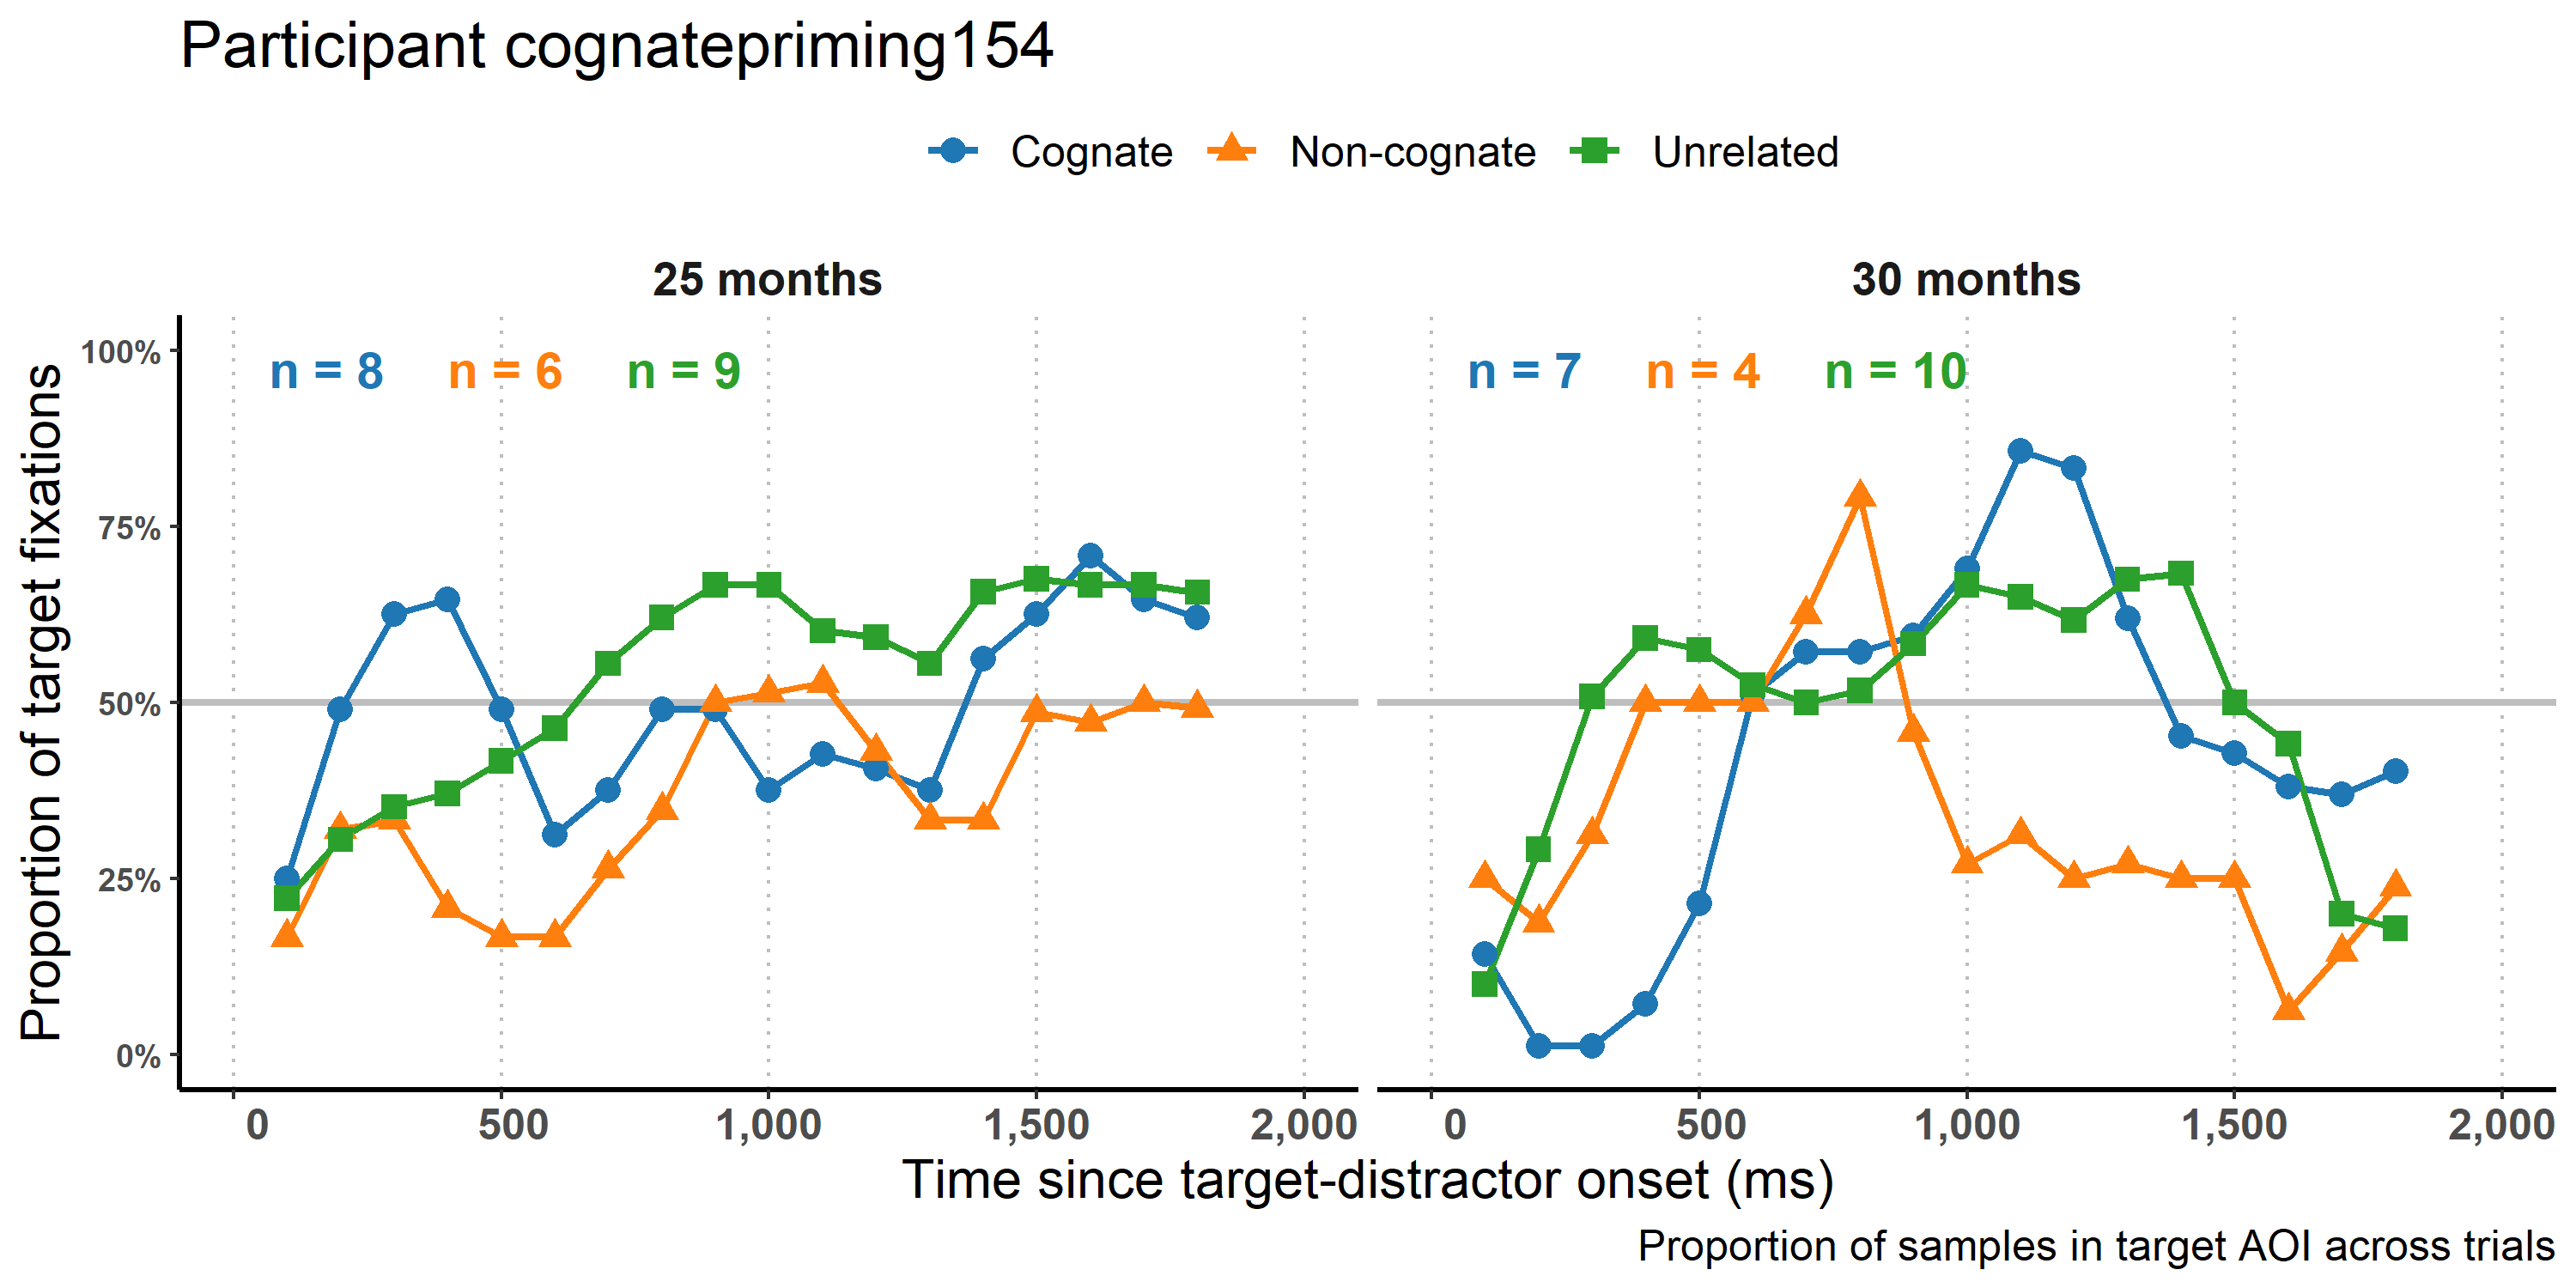 Participant cognatepriming154
Cognate Non-cognate Unrelated
25 months 30 months
n = 8 n = 6 n = 9 n = 7 n = 4 n = 10
100%
75%
50%
25%
0%
Proportion of target fixations
0 500 1,000 1,500 2,000 0 500 1,000 1,500 2,000
Time since target-distractor onset (ms)
Proportion of samples in target AOI across trials